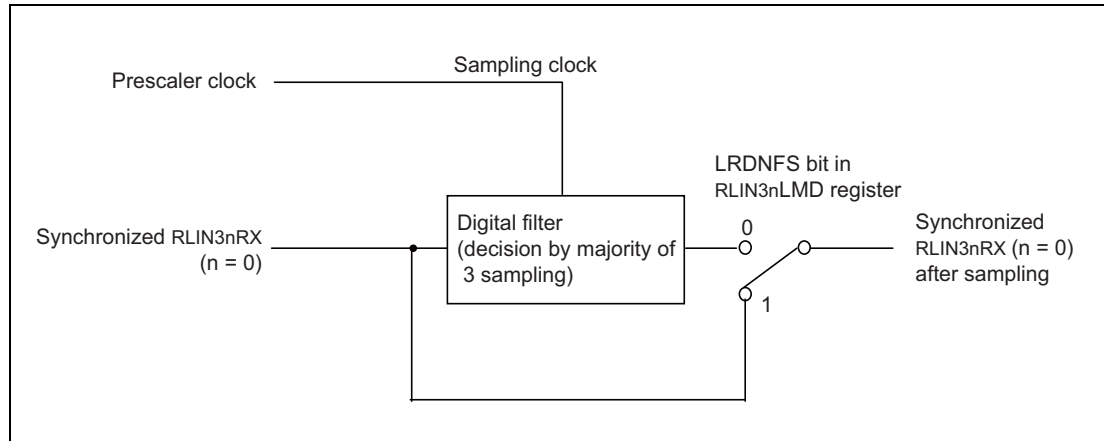 Sampling clock
Prescaler clock
LRDNFS bit in
RLIN3nLMD register
Digital filter
(decision by majority of
3 sampling)
0
Synchronized
RLIN3nRX (n = 0)
after sampling
Synchronized RLIN3nRX
(n = 0)
1